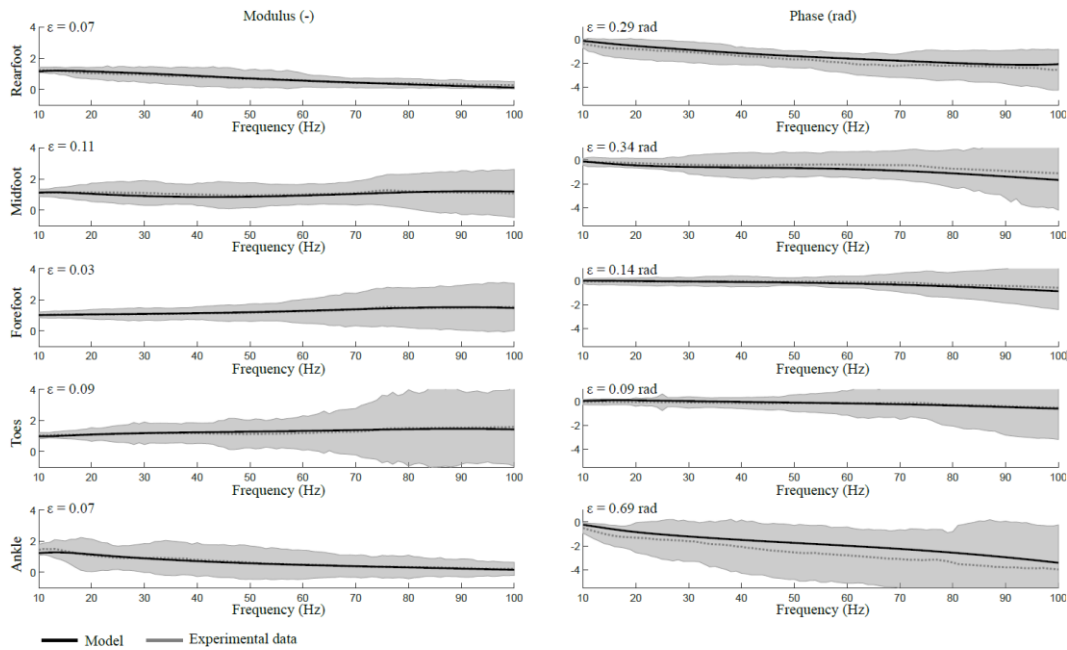 Modulus (-) Phase (rad)
Rearfoot
ε = 0.07
4
2
0
10 20 30 40 50 60 70 80 90 100
Frequency (Hz)
ε = 0.29 rad
0
-2
-4
10 20 30 40 50 60 70 80 90 100
Frequency (Hz)
Midfoot
ε = 0.11
4
2
0
10 20 30 40 50 60 70 80 90 100
Frequency (Hz)
ε = 0.34 rad
0
-2
-4
10 20 30 40 50 60 70 80 90 100
Frequency (Hz)
Forefoot
ε = 0.03
4
2
0
10 20 30 40 50 60 70 80 90 100
Frequency (Hz)
ε = 0.14 rad
0
-2
-4
10 20 30 40 50 60 70 80 90 100
Frequency (Hz)
Toes
ε = 0.09
4
2
0
10 20 30 40 50 60 70 80 90 100
Frequency (Hz)
ε = 0.09 rad
0
-2
-4
10 20 30 40 50 60 70 80 90 100
Frequency (Hz)
Ankle
ε = 0.07
4
2
0
10 20 30 40 50 60 70 80 90 100
Frequency (Hz)
ε = 0.69 rad
0
-2
-4
10 20 30 40 50 60 70 80 90 100
Frequency (Hz)
Model Experimental data